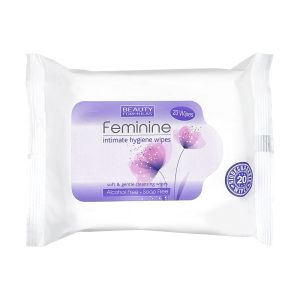 BEAUTY
FORMULAS
20 Wipes
Feminine
intimate hygiene wipes
soft & gentle cleansing wipes
Alcohol free - Soap Free
20